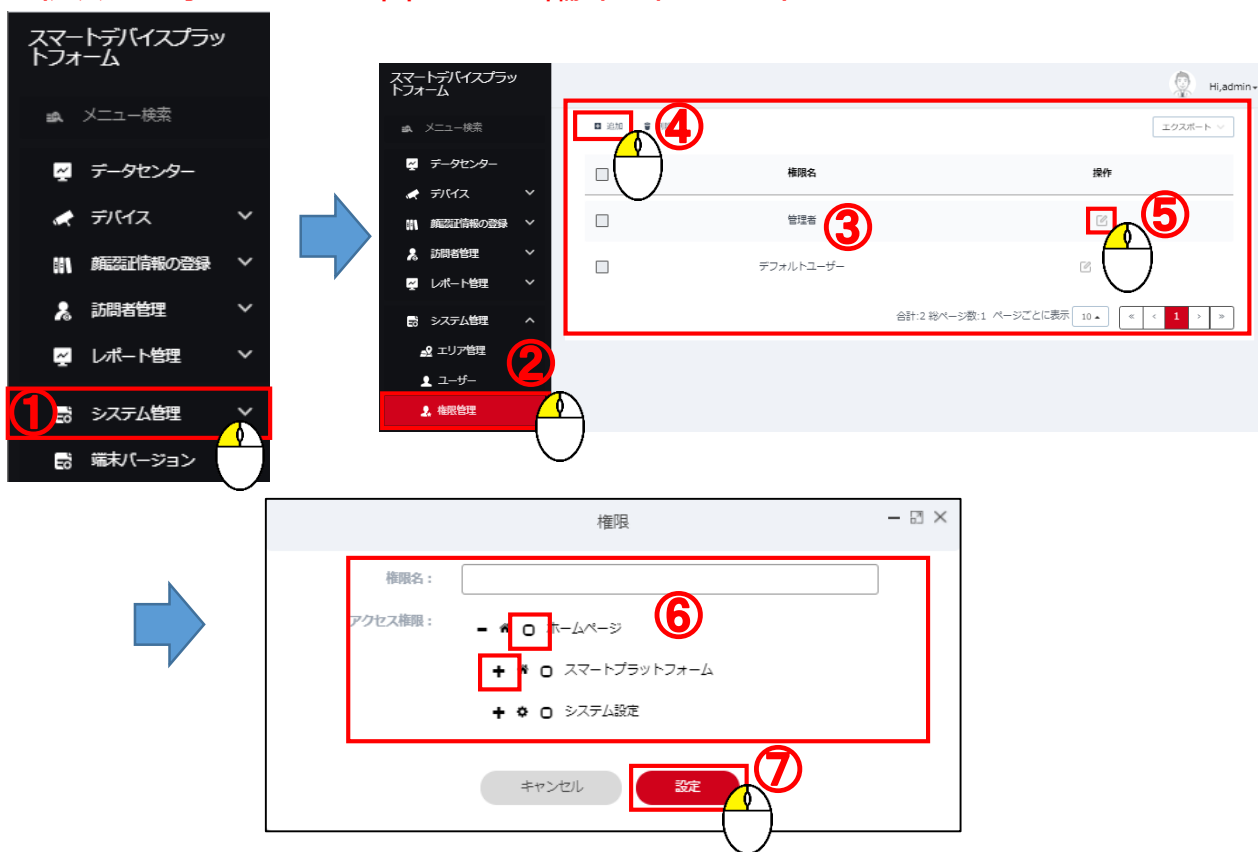 スマートデバイスプラッ
トフォーム
メニュー検索
データセンター
デバイス
顔認証情報の登録
訪問者管理
レポート管理
① システム管理
端末バージョン
スマートデバイスプラッ
トフォーム
メニュー検索
データセンター
デバイス
顔認証情報の登録
訪問者管理
レポート管理
システム管理
エリア管理
②
ユーザー
権限管理
Hi,admin
追加 ④ エクスポート
権限名 操作
管理者 ③ ⑤
デフォルトユーザー
合計:2 総ページ数:1 ページごとに表示 10 « < 1 > »
権限
権限名：
アクセス権限：
ホームページ ⑥
スマートプラットフォーム
システム設定
キャンセル 設定 ⑦